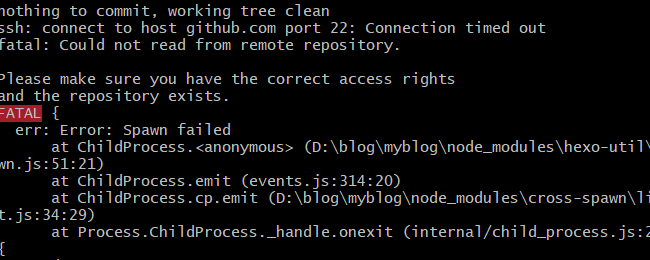 nothing to commit, working tree clean
ssh: connect to host github.com port 22: Connection timed out
fatal: Could not read from remote repository.
Please make sure you have the correct access rights
and the repository exists.
FATAL {
err: Error: Spawn failed
at ChildProcess.<anonymous> (D:\blog\myblog\node_modules\hexo-util\
wn.js:51:21)
at ChildProcess.emit (events.js:314:20)
at ChildProcess.cp.emit (D:\blog\myblog\node_modules\cross-spawn\li
t.js:34:29)
at Process.ChildProcess._handle.onexit (internal/child_process.js:2
{